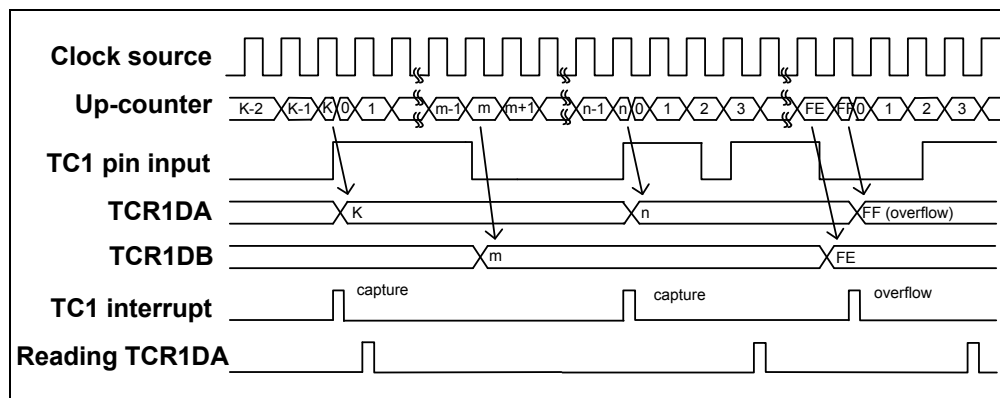 Clock source
Up-counter K-2 K-1 K 0 1 m-1 m m+1 n-1 n 0 1 2 3 FE FF 0 1 2 3
TC1 pin input
TCR1DA K n FF (overflow)
TCR1DB m FE
TC1 interrupt capture capture overflow
Reading TCR1DA